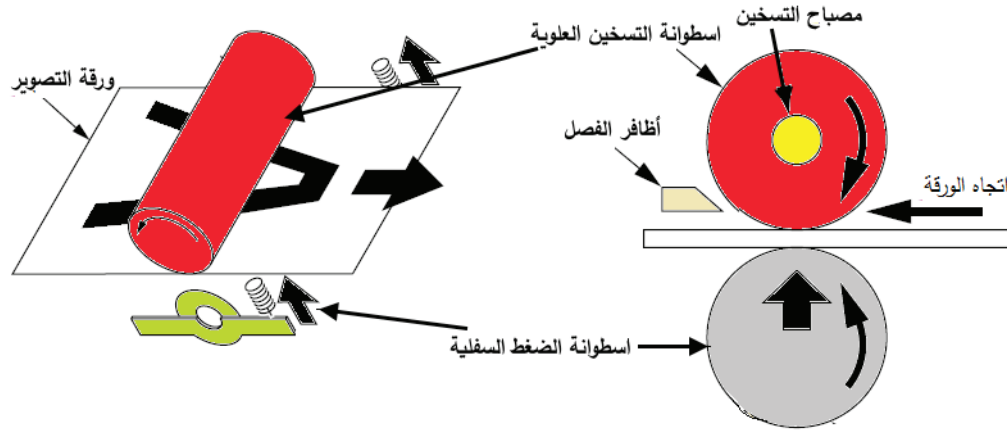 مصباح التسخين
اسطوانة التسخين العلوية
ورقة التصوير
أظافر الفصل
اتجاه الورقة
اسطوانة الضغط السفلية